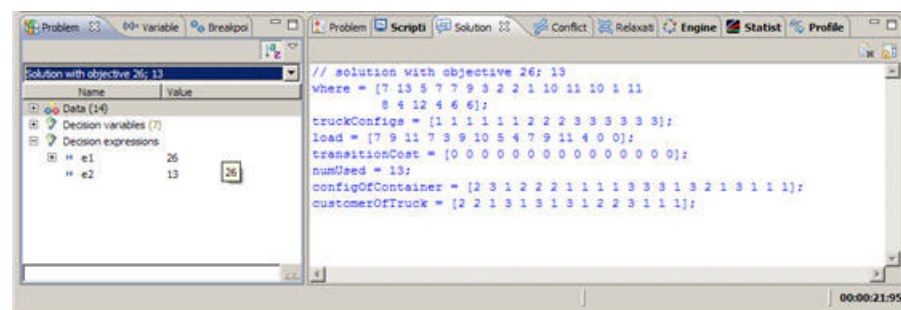 Problem Variable Breakpoi
Solution with objective 26; 13
Name Value
Data (14)
Decision variables (7)
Decision expressions
e1 26
e2 13
26
Problem Scripti Solution Conflict Relaxati Engine Statist Profile
// solution with objective 26; 13
where = [7 13 5 7 7 9 3 2 2 1 10 11 10 1 11
8 4 12 4 6 6];
truckConfigs = [1 1 1 1 1 1 2 2 2 3 3 3 3 3 3];
load = [7 9 11 7 3 9 10 5 4 7 9 11 4 0 0];
transitionCost = [0 0 0 0 0 0 0 0 0 0 0 0 0 0];
numUsed = 13;
configOfContainer = [2 3 1 2 2 2 1 1 1 1 3 3 3 1 3 2 1 3 1 1 1];
customerOfTruck = [2 2 1 3 1 3 1 3 1 2 2 3 1 1 1];
00:00:21:95